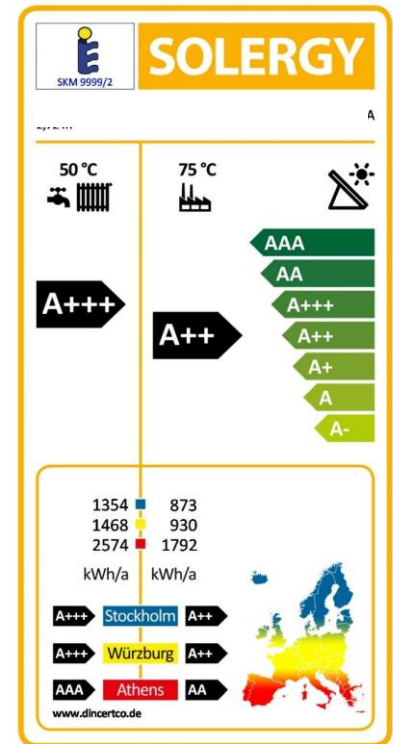 SOLERGY
SKM 9999/2
A
50 °C
75 °C
AAA
AA
A+++
A++
A+
A
A-
A+++
A++
1354 873
1468 930
2574 1792
kWh/a kWh/a
A+++ Stockholm A++
A+++ Würzburg A++
AAA Athens AA
www.dincertco.de